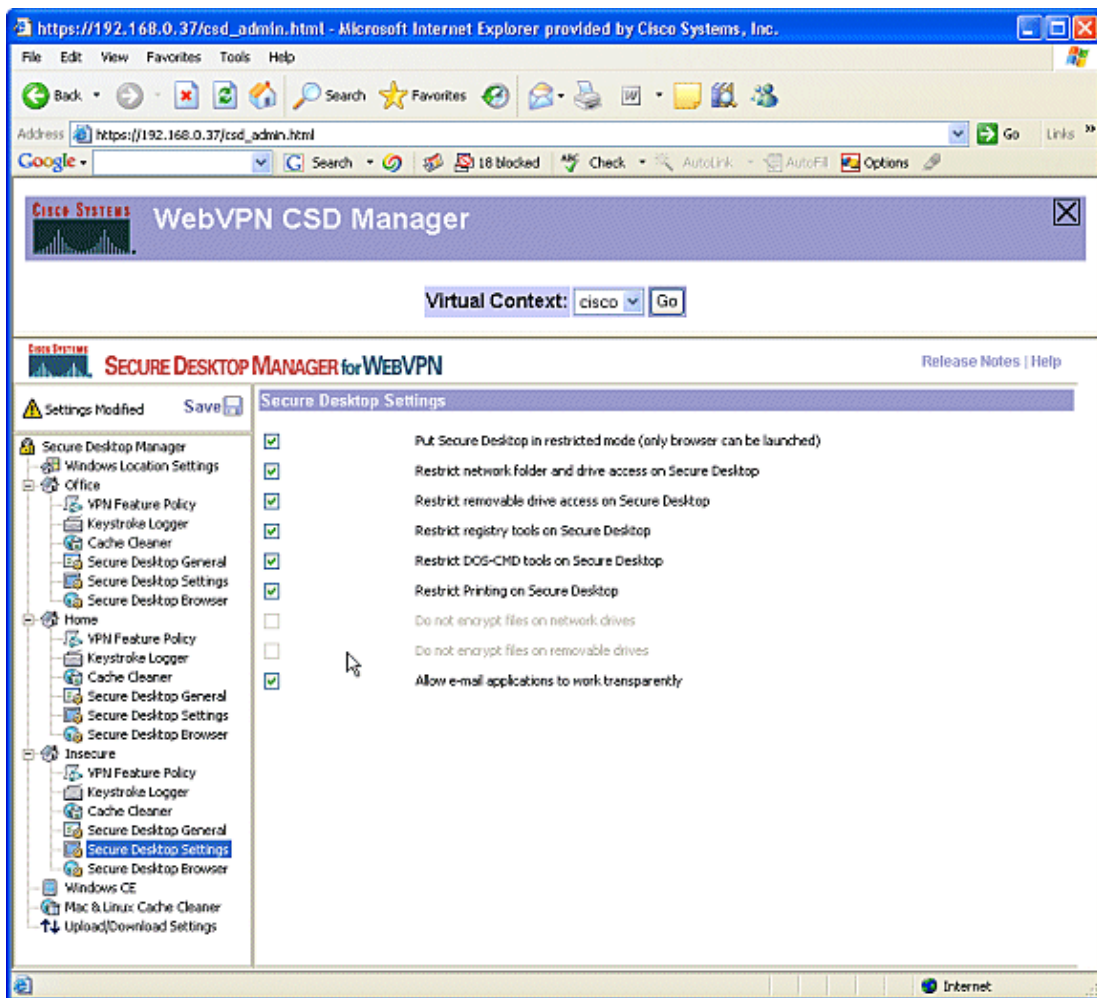 https://192.168.0.37/csd_admin.html - Microsoft Internet Explorer provided by Cisco Systems, Inc.
File Edit View Favorites Tools Help
Back Search Favorites
Address https://192.168.0.37/csd_admin.html Go Links »
Google Search 18 blocked Check AutoLink AutoFill Options
CISCO SYSTEMS WebVPN CSD Manager
Virtual Context: cisco Go
CISCO SYSTEMS SECURE DESKTOP MANAGER for WEBVPN Release Notes | Help
Settings Modified Save
Secure Desktop Manager
Windows Location Settings
Office
VPN Feature Policy
Keystroke Logger
Cache Cleaner
Secure Desktop General
Secure Desktop Settings
Secure Desktop Browser
Home
VPN Feature Policy
Keystroke Logger
Cache Cleaner
Secure Desktop General
Secure Desktop Settings
Secure Desktop Browser
Insecure
VPN Feature Policy
Keystroke Logger
Cache Cleaner
Secure Desktop General
Secure Desktop Settings
Secure Desktop Browser
Windows CE
Mac & Linux Cache Cleaner
Upload/Download Settings
Secure Desktop Settings
Put Secure Desktop in restricted mode (only browser can be launched)
Restrict network folder and drive access on Secure Desktop
Restrict removable drive access on Secure Desktop
Restrict registry tools on Secure Desktop
Restrict DOS-CMD tools on Secure Desktop
Restrict Printing on Secure Desktop
Do not encrypt files on network drives
Do not encrypt files on removable drives
Allow e-mail applications to work transparently
Internet